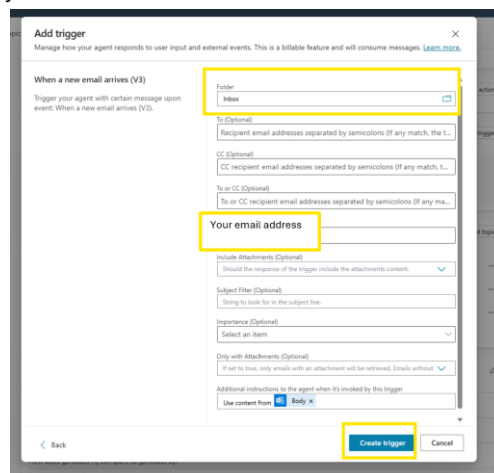 Add trigger
Manage how your agent responds to user input and external events. This is a billable feature and will consume messages. Learn more.
When a new email arrives (V3)
Trigger your agent with certain message upon
event: When a new email arrives (V3).
Folder
Inbox
To (Optional)
Recipient email addresses separated by semicolons (If any match, the t...
CC (Optional)
CC recipient email addresses separated by semicolons (If any match, t...
To or CC (Optional)
To or CC recipient email addresses separated by semicolons (If any ma...
Your email address
Include Attachments (Optional)
Should the response of the trigger include the attachments content.
Subject Filter (Optional)
String to look for in the subject line.
Importance (Optional)
Select an item
Only with Attachments (Optional)
If set to true, only emails with an attachment will be retrieved. Emails without
Additional instructions to the agent when it's invoked by this trigger
Use content from Body ×
Back
Create trigger
Cancel